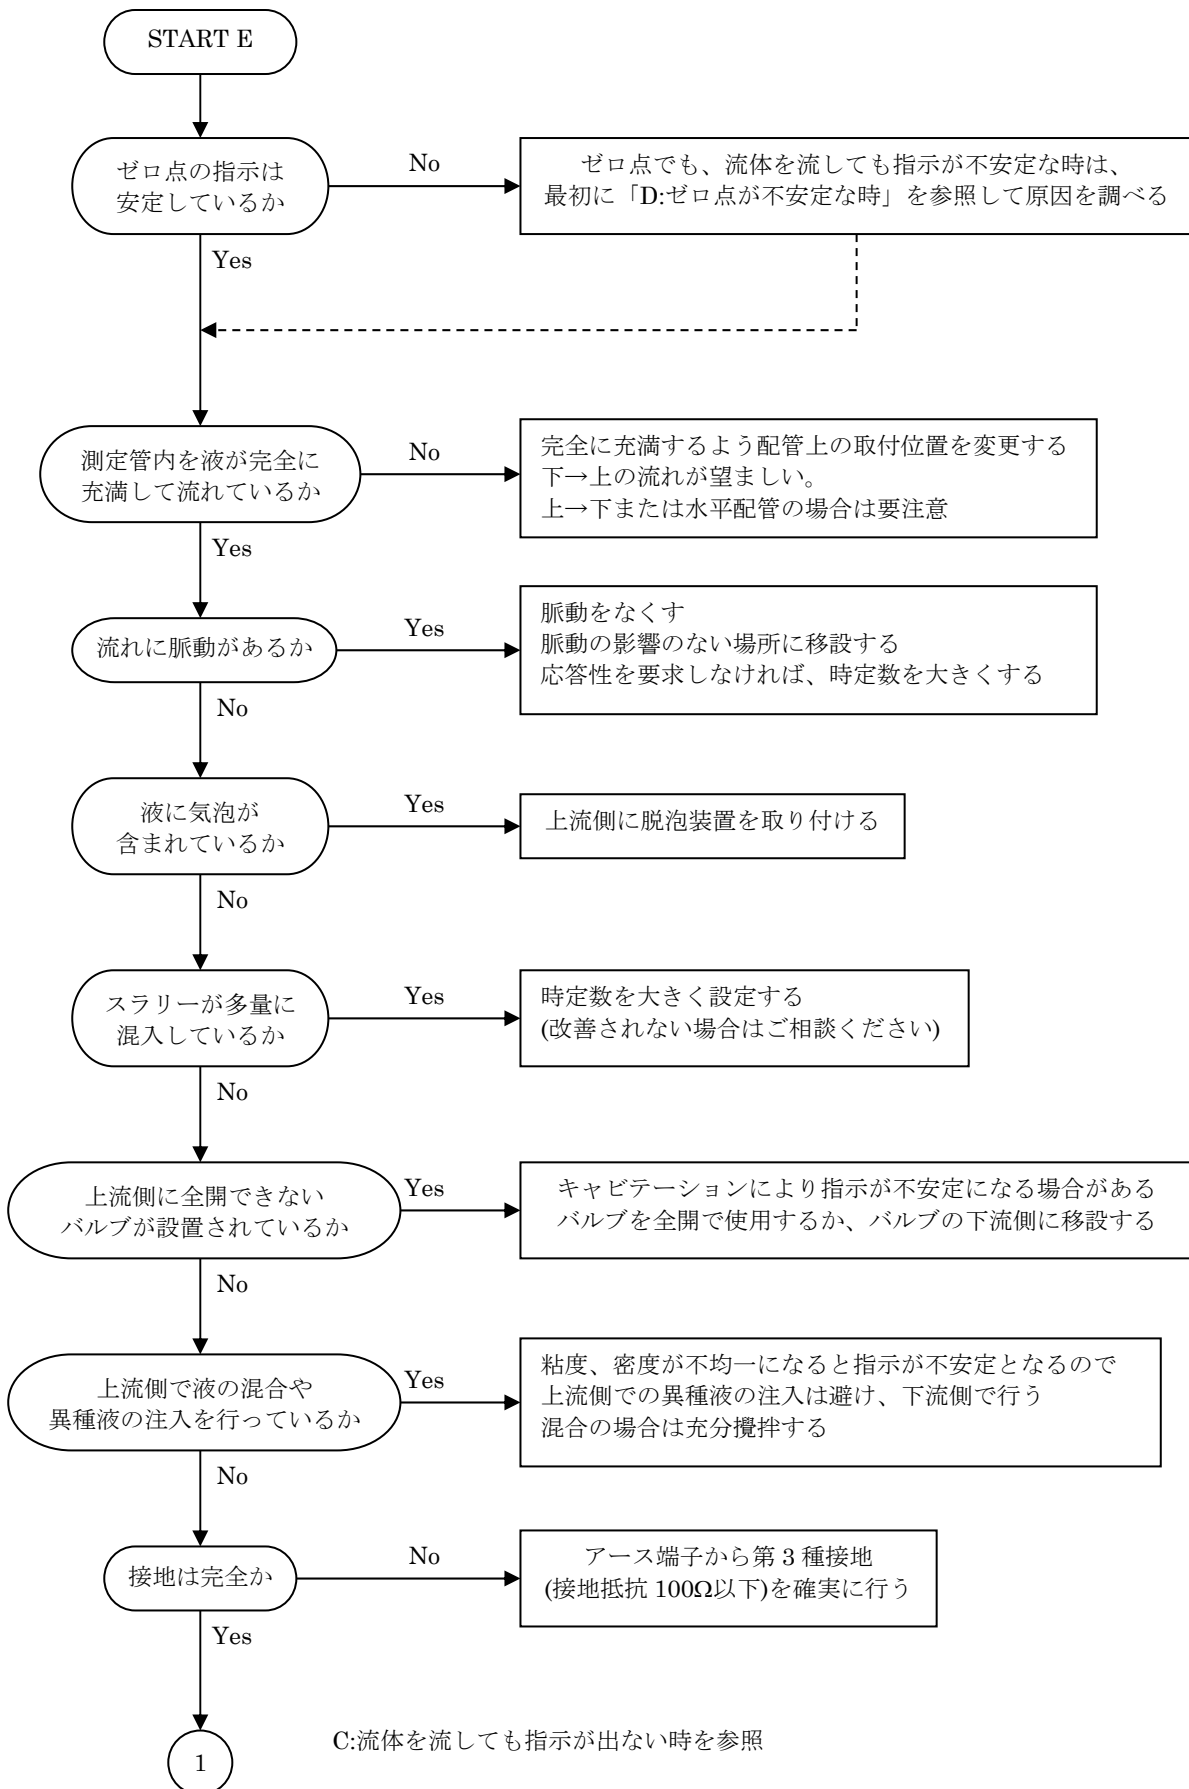 START E
ゼロ点の指示は
安定しているか
No
ゼロ点でも、流体を流しても指示が不安定な時は、
最初に「D:ゼロ点が不安定な時」を参照して原因を調べる
Yes
測定管内を液が完全に
充満して流れているか
No
完全に充満するよう配管上の取付位置を変更する
下→上の流れが望ましい。
上→下または水平配管の場合は要注意
Yes
流れに脈動があるか
Yes
脈動をなくす
脈動の影響のない場所に移設する
応答性を要求しなければ、時定数を大きくする
No
液に気泡が
含まれているか
Yes
上流側に脱泡装置を取り付ける
No
スラリーが多量に
混入しているか
Yes
時定数を大きく設定する
(改善されない場合はご相談ください)
No
上流側に全開できない
バルブが設置されているか
Yes
キャビテーションにより指示が不安定になる場合がある
バルブを全開で使用するか、バルブの下流側に移設する
No
上流側で液の混合や
異種液の注入を行っているか
Yes
粘度、密度が不均一になると指示が不安定となるので
上流側での異種液の注入は避け、下流側で行う
混合の場合は充分攪拌する
No
接地は完全か
No
アース端子から第 3 種接地
(接地抵抗 100Ω以下)を確実に行う
Yes
C:流体を流しても指示が出ない時を参照
1